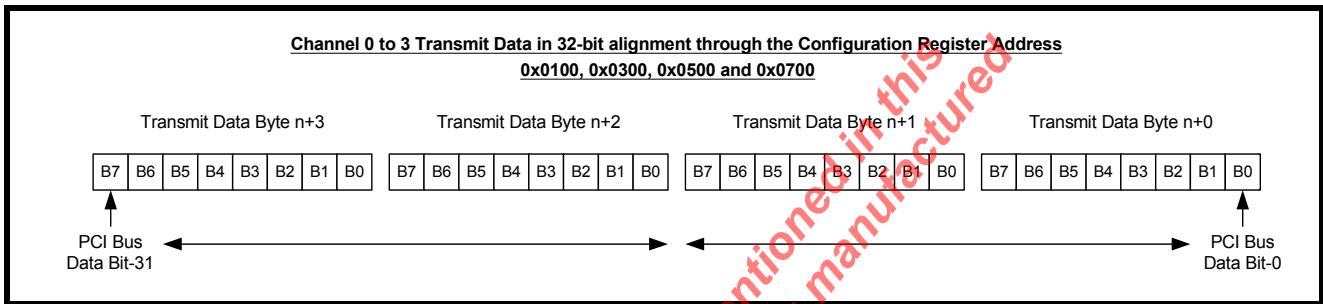 Channel 0 to 3 Transmit Data in 32-bit alignment through the Configuration Register Address
0x0100, 0x0300, 0x0500 and 0x0700
Transmit Data Byte n+3 Transmit Data Byte n+2 Transmit Data Byte n+1 Transmit Data Byte n+0
B7 B6 B5 B4 B3 B2 B1 B0 B7 B6 B5 B4 B3 B2 B1 B0 B7 B6 B5 B4 B3 B2 B1 B0 B7 B6 B5 B4 B3 B2 B1 B0
PCI Bus PCI Bus
Data Bit-31 Data Bit-0
ntioned in this
manufactured